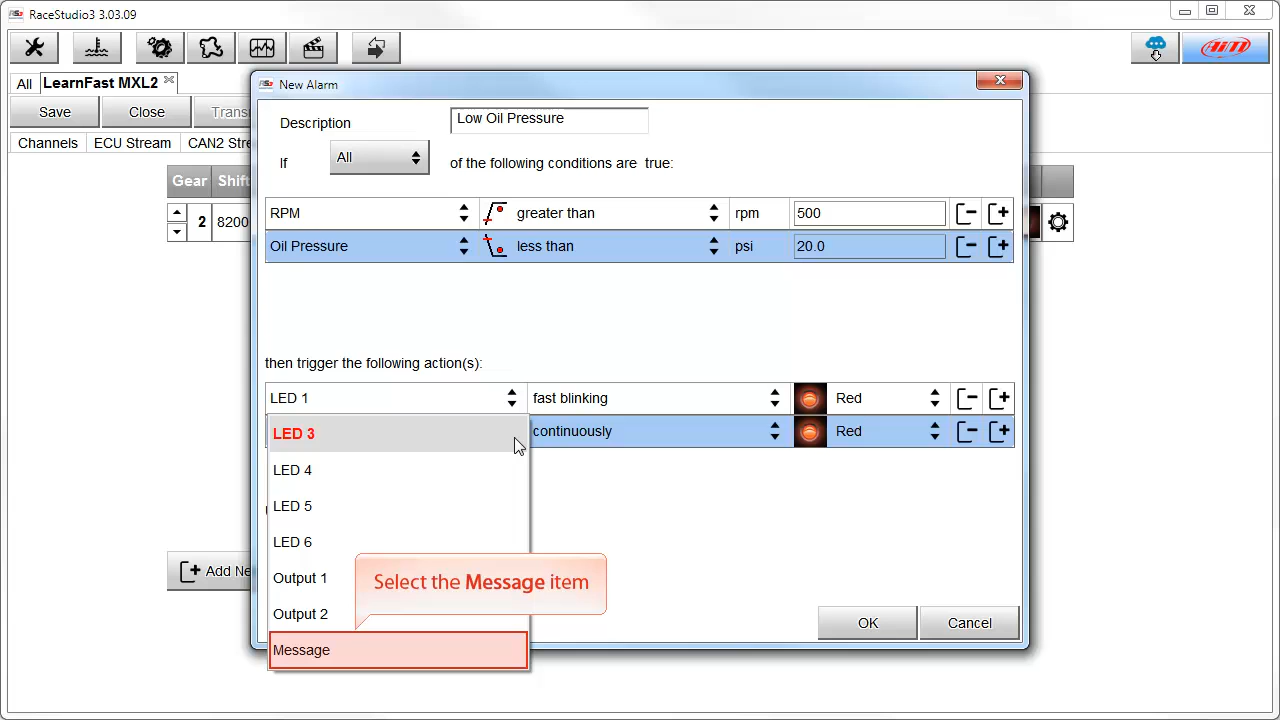 RS3 RaceStudio3 3.03.09
AiM
All LearnFast MXL2
Save Close Trans
Channels ECU Stream CAN2 Stre
Gear Shift
2 8200
Add Ne
New Alarm
Description Low Oil Pressure
If All of the following conditions are true:
RPM greater than rpm 500
Oil Pressure less than psi 20.0
then trigger the following action(s):
LED 1 fast blinking Red
continuously Red
LED 3
LED 4
LED 5
LED 6
Output 1
Output 2
Message
Select the Message item
OK Cancel